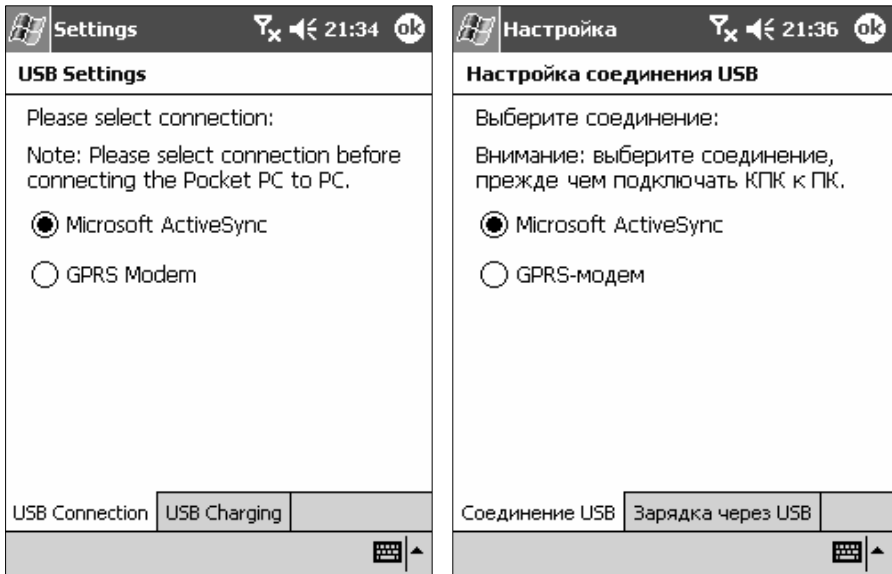 Settings 21:34 ok
USB Settings
Please select connection:
Note: Please select connection before
connecting the Pocket PC to PC.
Microsoft ActiveSync
GPRS Modem
USB Connection USB Charging
Настройка 21:36 ok
Настройка соединения USB
Выберите соединение:
Внимание: выберите соединение,
прежде чем подключать КПК к ПК.
Microsoft ActiveSync
GPRS-модем
Соединение USB Зарядка через USB